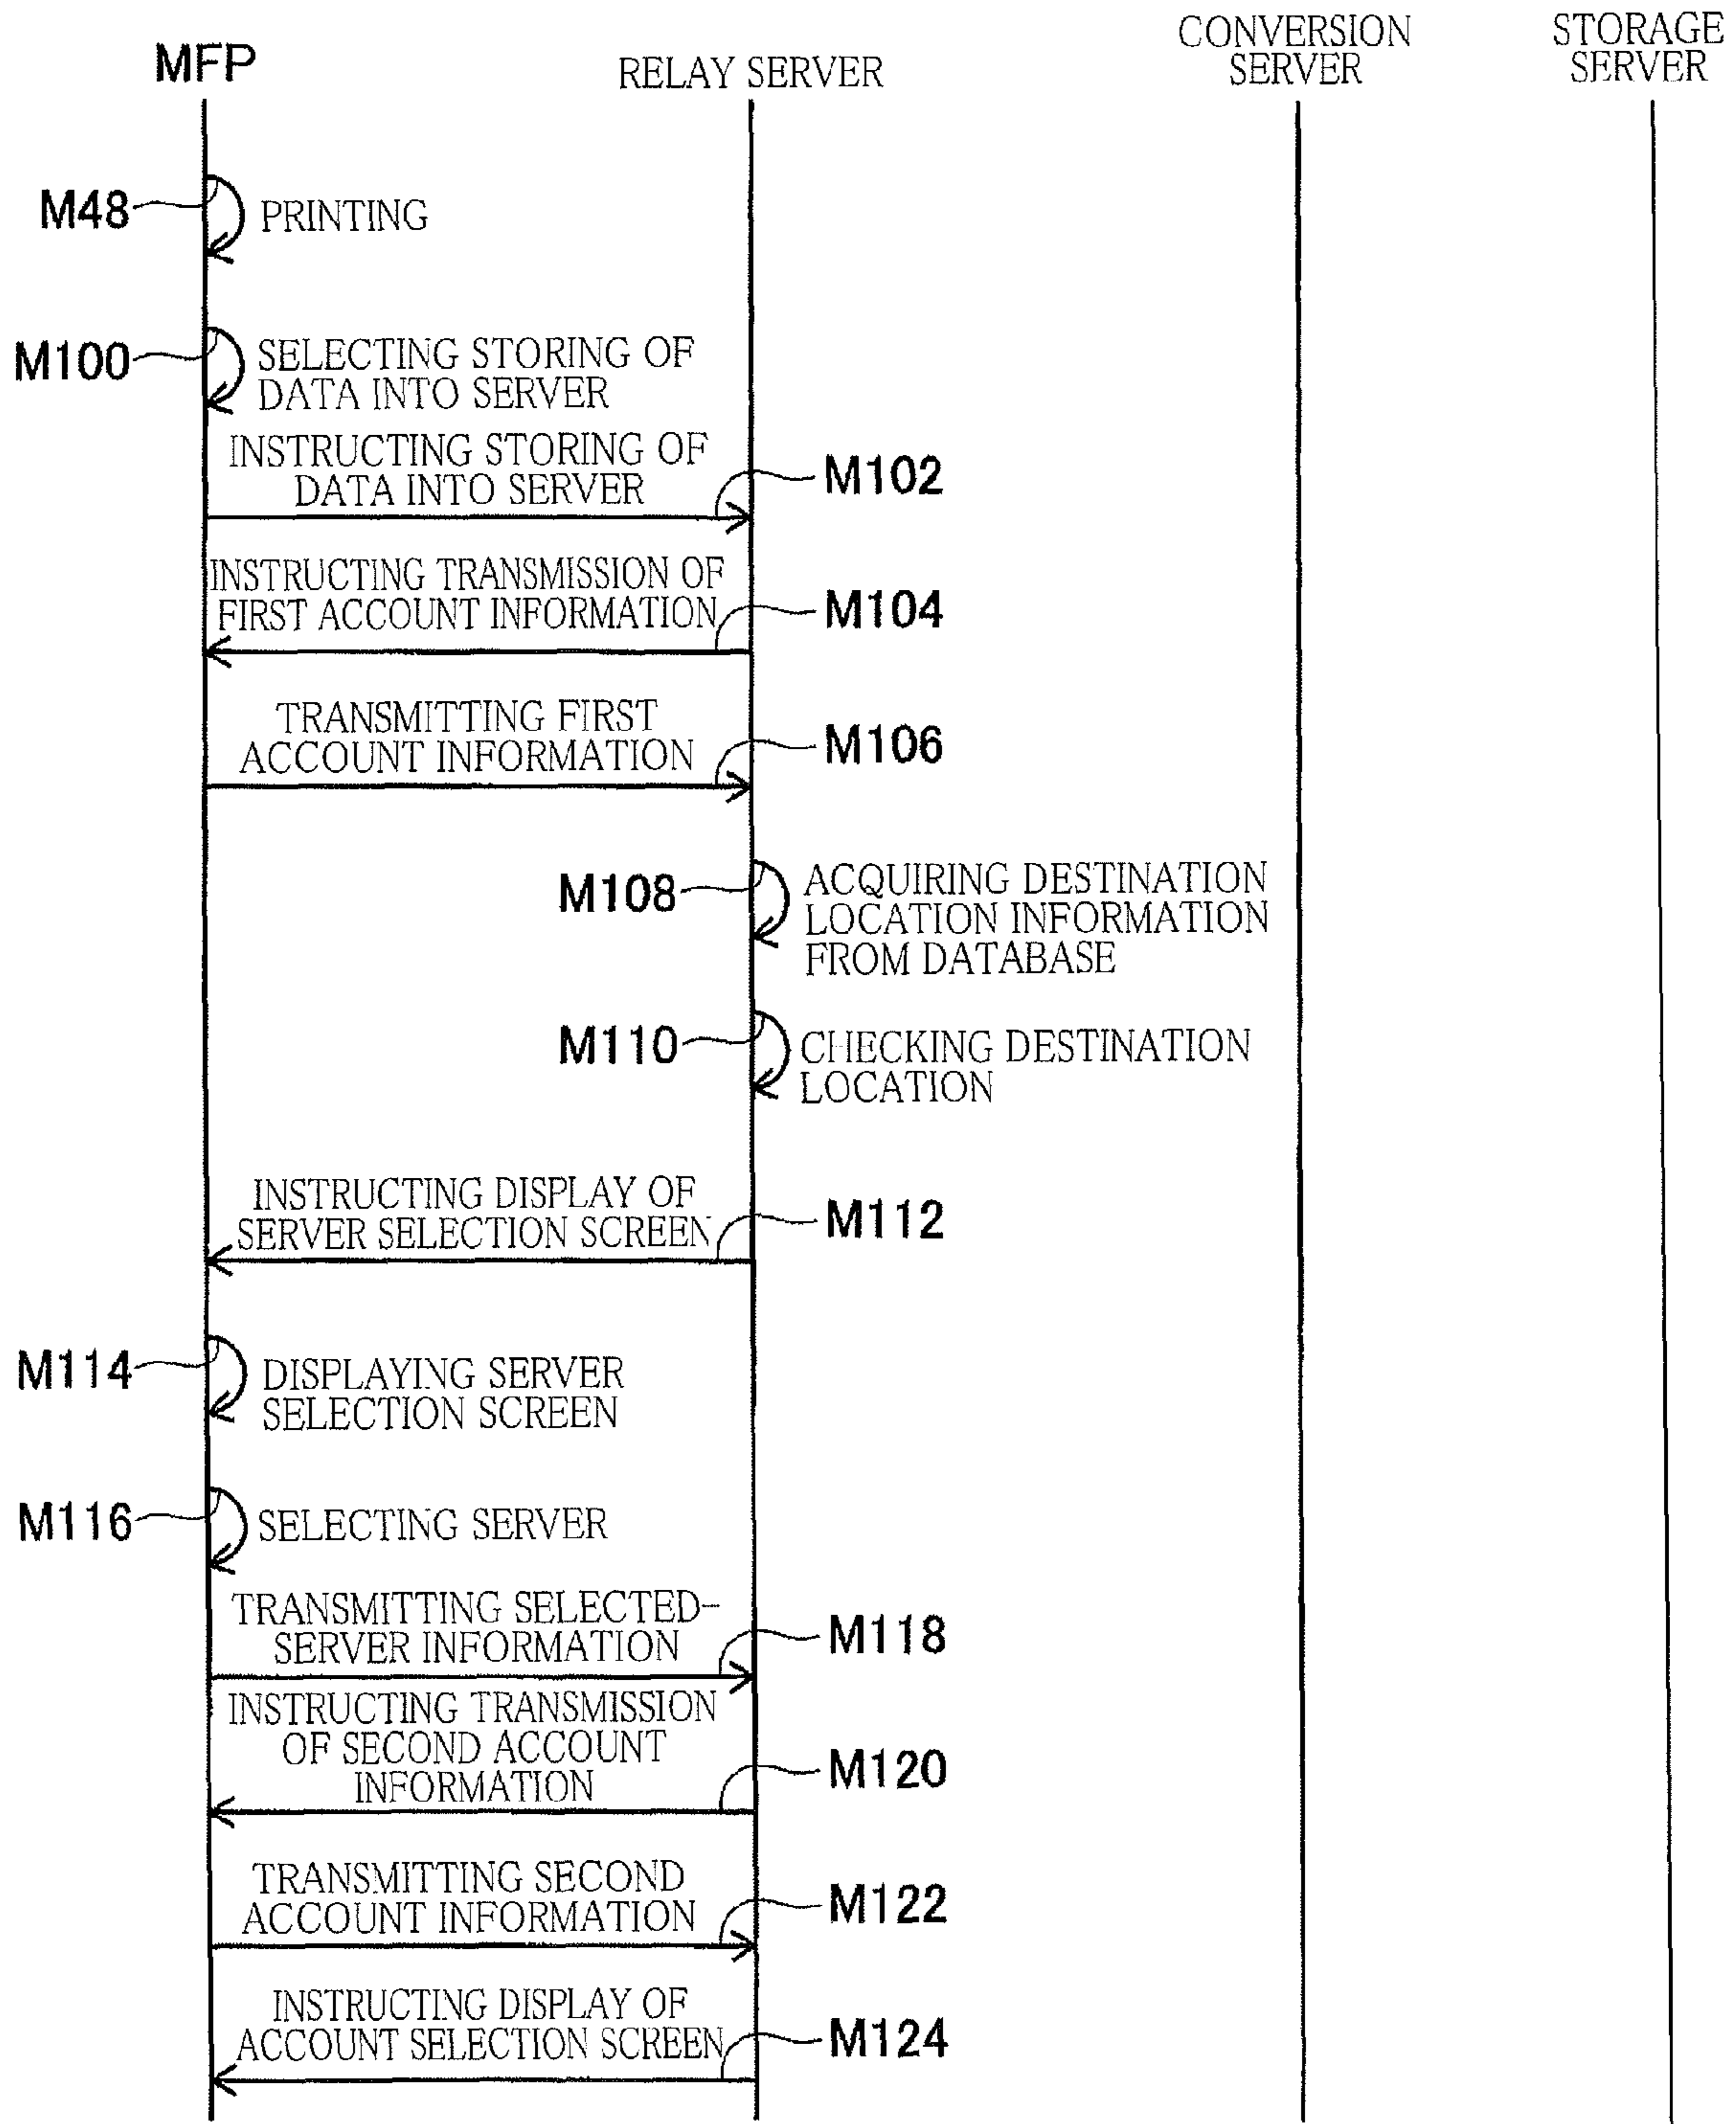 MFP
RELAY SERVER
CONVERSION
SERVER
STORAGE
SERVER
M48
PRINTING
M100
SELECTING STORING OF
DATA INTO SERVER
INSTRUCTING STORING OF
DATA INTO SERVER
M102
INSTRUCTING TRANSMISSION OF
FIRST ACCOUNT INFORMATION
M104
TRANSMITTING FIRST
ACCOUNT INFORMATION
M106
M108
ACQUIRING DESTINATION
LOCATION INFORMATION
FROM DATABASE
M110
CHECKING DESTINATION
LOCATION
INSTRUCTING DISPLAY OF
SERVER SELECTION SCREEN
M112
M114
DISPLAYING SERVER
SELECTION SCREEN
M116
SELECTING SERVER
TRANSMITTING SELECTED-
SERVER INFORMATION
M118
INSTRUCTING TRANSMISSION
OF SECOND ACCOUNT
INFORMATION
M120
TRANSMITTING SECOND
ACCOUNT INFORMATION
M122
INSTRUCTING DISPLAY OF
ACCOUNT SELECTION SCREEN
M124